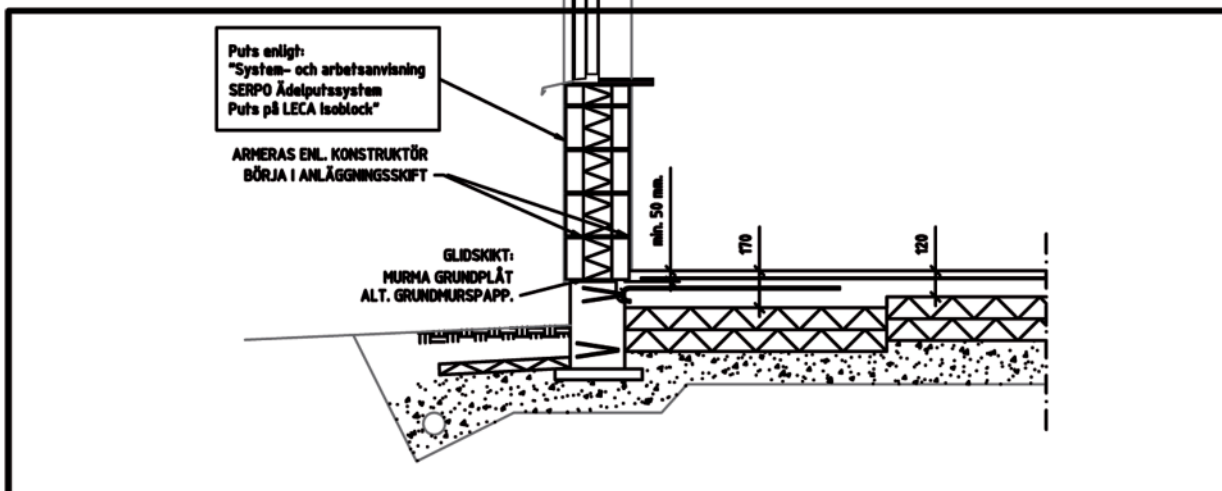 Puts enligt:
"System- och arbetsanvisning
SERPO Ädelputssystem
Puts på LECA Isoblock"
ARMERAS ENL. KONSTRUKTÖR
BÖRJA I ANLÄGGNINGSSKIFT
GLIDSKIKT:
MURMA GRUNDPLÅT
ALT. GRUNDMURSPAPP.
min. 50 mm.
170
120